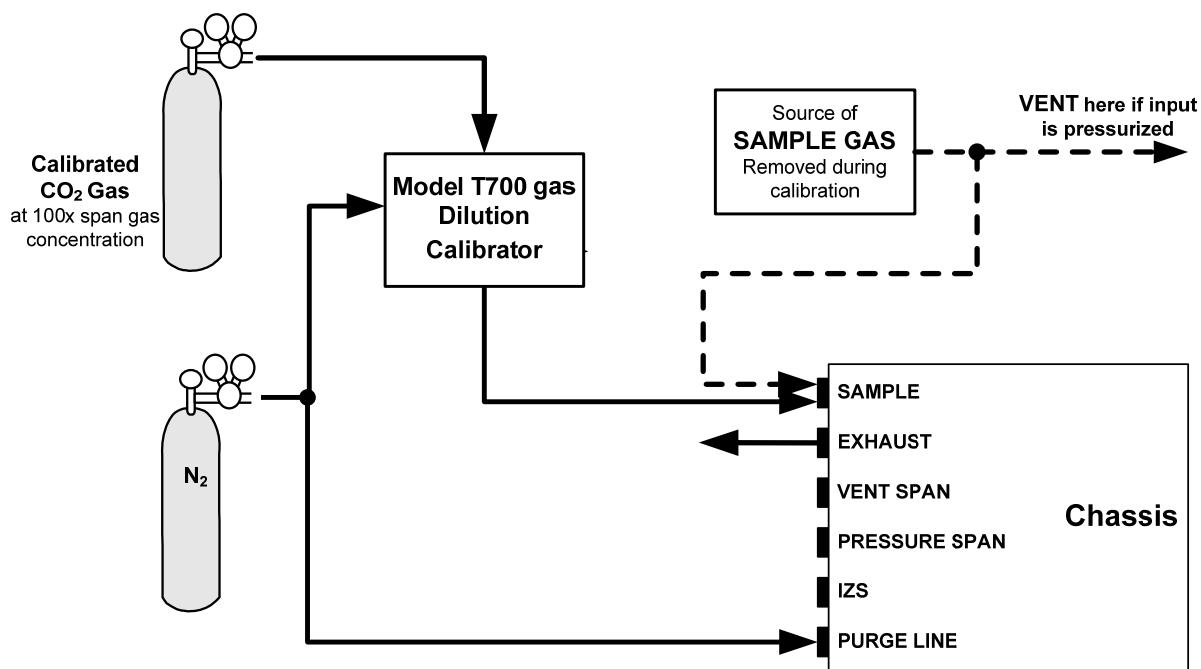 Calibrated
CO₂ Gas
at 100x span gas
concentration
Model T700 gas
Dilution
Calibrator
Source of
SAMPLE GAS
Removed during
calibration
VENT here if input
is pressurized
N₂
SAMPLE
EXHAUST
VENT SPAN
PRESSURE SPAN
IZS
PURGE LINE
Chassis